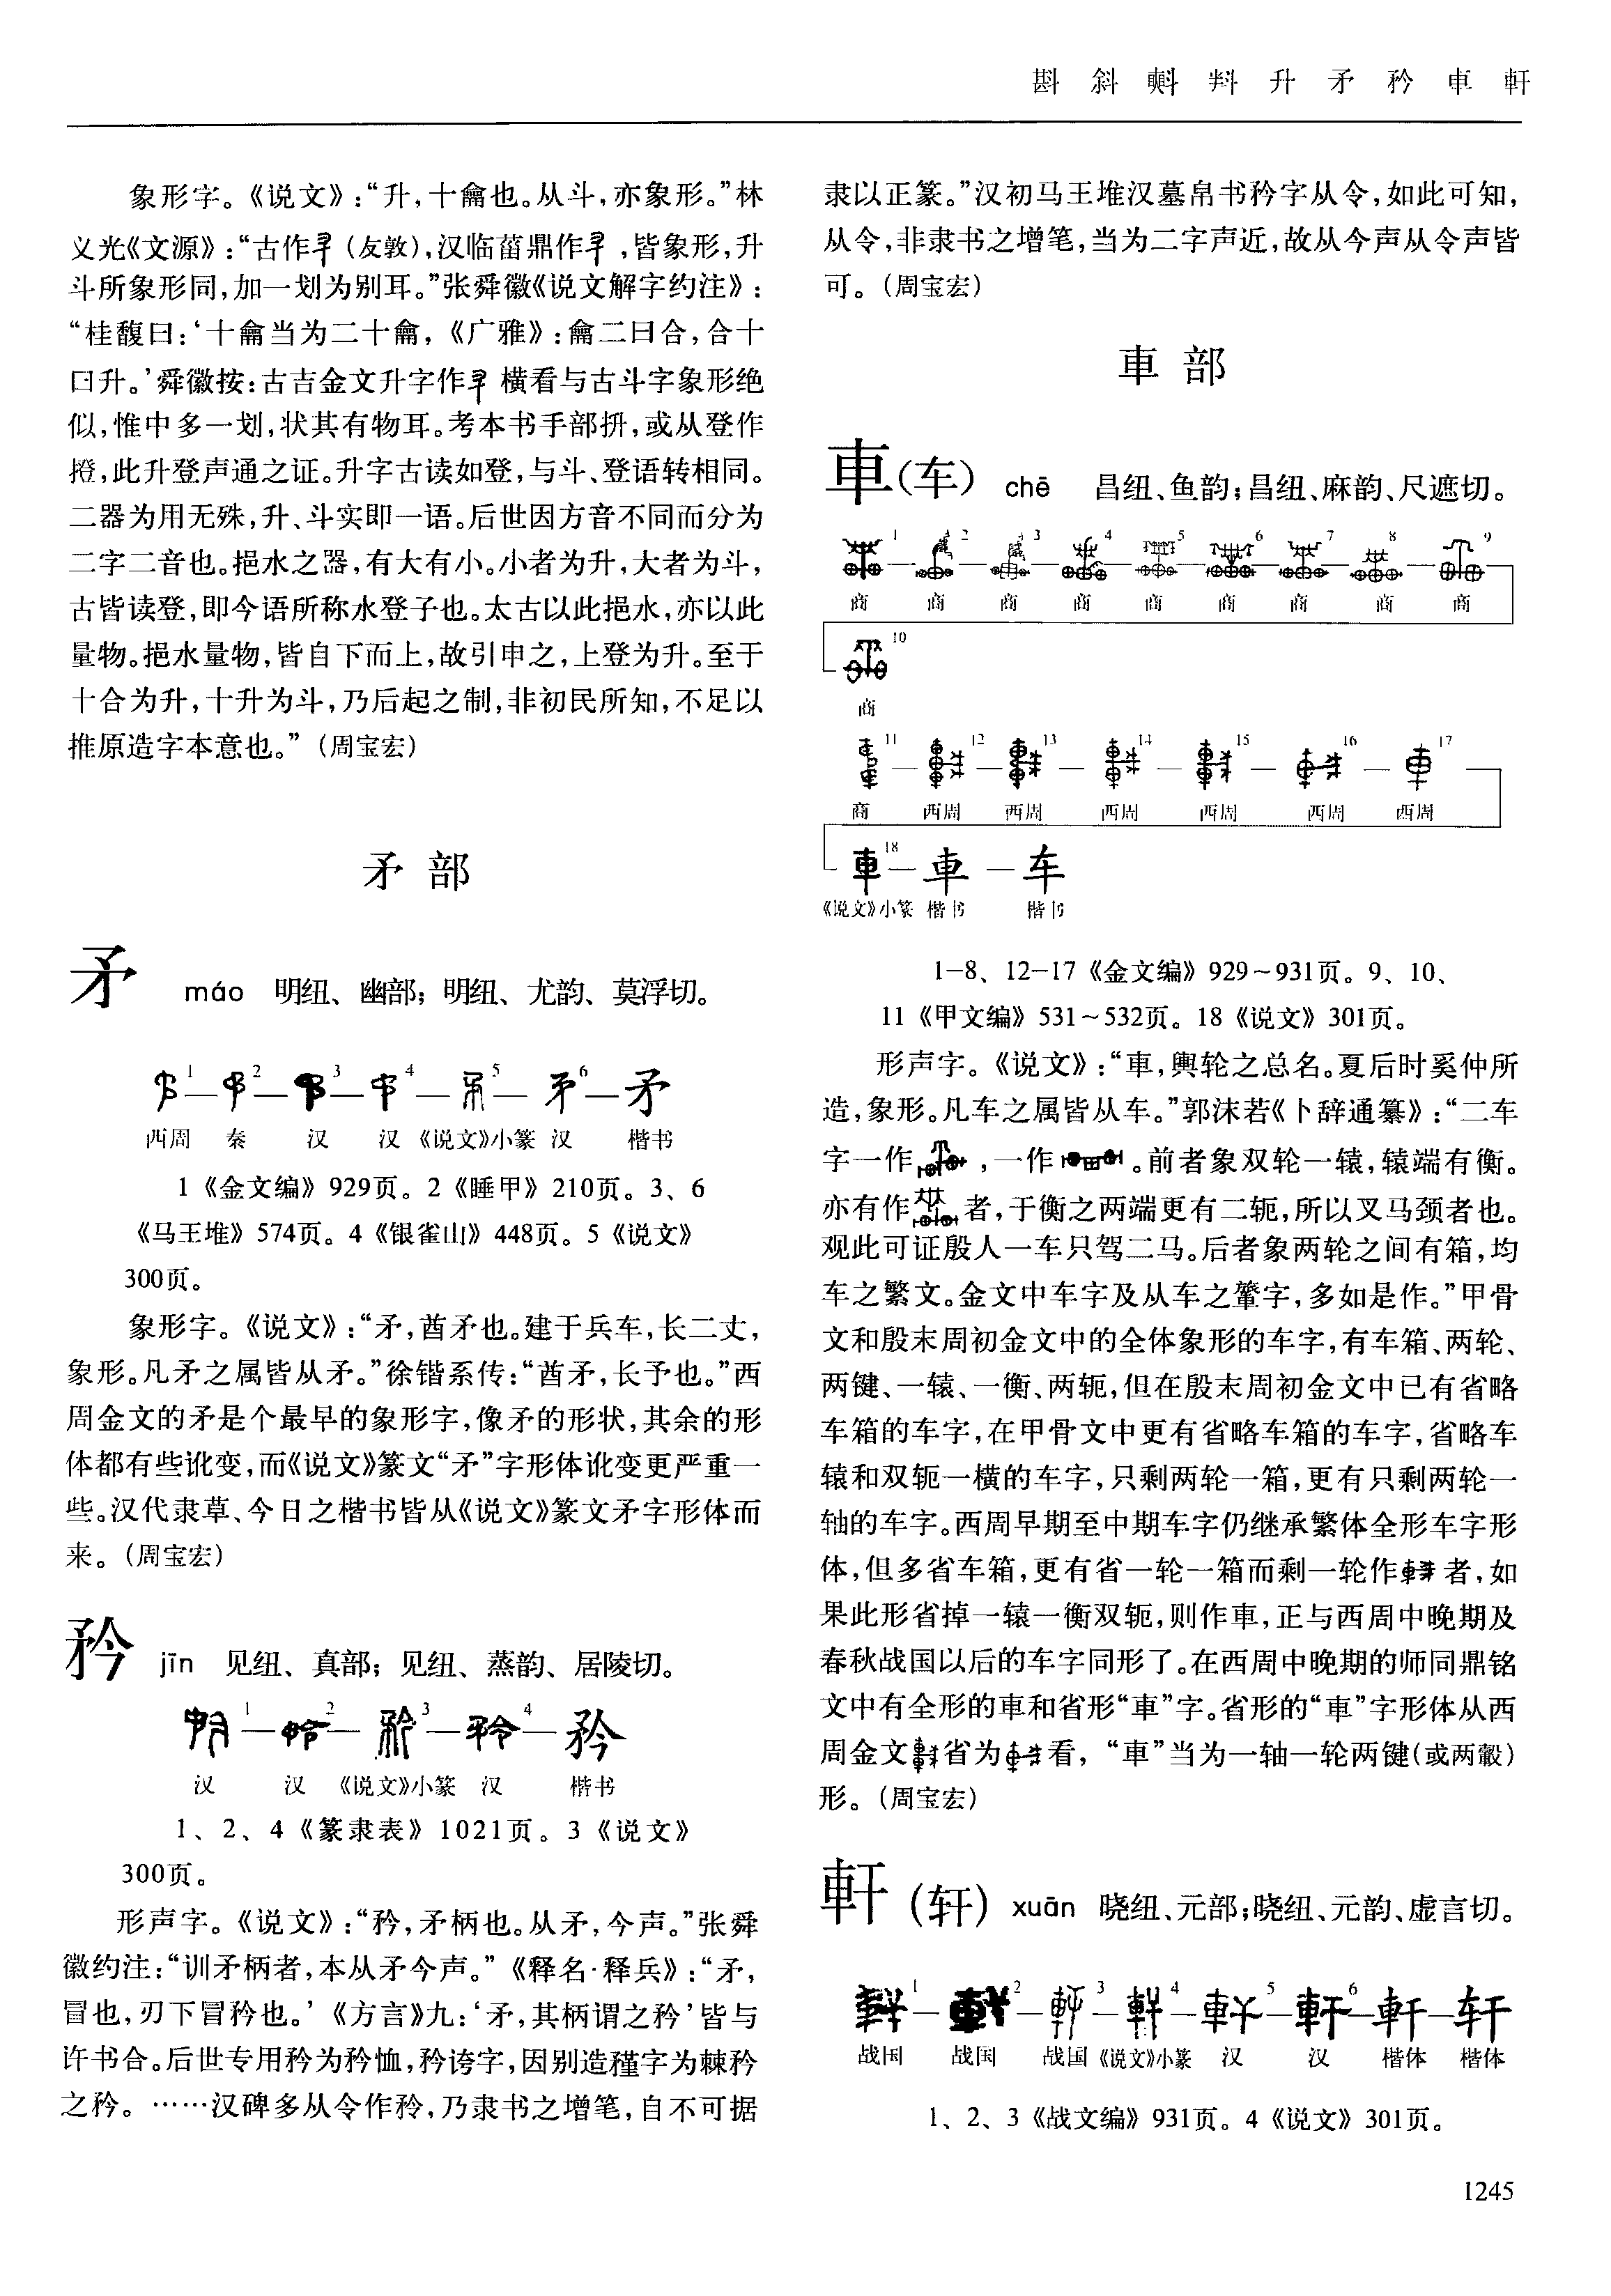 斟 斜 㪺 料 升 矛 矜 車 軒
象形字。《说文》:“升,十龠也。从斗,亦象形。”林
义光《文源》:“古作 (友敦),汉临菑鼎作 ,皆象形,升
斗所象形同,加一划为别耳。”张舜徽《说文解字约注》:
“桂馥曰:‘十龠当为二十龠,《广雅》:龠二曰合,合十
曰升。’舜徽按:古吉金文升字作 横看与古斗字象形绝
似,惟中多一划,状其有物耳。考本书手部抍,或从登作
撜,此升登声通之证。升字古读如登,与斗、登语转相同。
二器为用无殊,升、斗实即一语。后世因方音不同而分为
二字二音也。挹水之器,有大有小。小者为升,大者为斗,
古皆读登,即今语所称水登子也。太古以此挹水,亦以此
量物。挹水量物,皆自下而上,故引申之,上登为升。至于
十合为升,十升为斗,乃后起之制,非初民所知,不足以
推原造字本意也。”(周宝宏)
矛 部
矛 máo 明纽、幽部;明纽、尤韵、莫浮切。
1 2 3 4 5 6 矛
西周 秦 汉 汉 《说文》小篆 汉 楷书
1《金文编》929页。2《睡甲》210页。3、6
《马王堆》574页。4《银雀山》448页。5《说文》
300页。
象形字。《说文》:“矛,酋矛也。建于兵车,长二丈,
象形。凡矛之属皆从矛。”徐锴系传:“酋矛,长予也。”西
周金文的矛是个最早的象形字,像矛的形状,其余的形
体都有些讹变,而《说文》篆文“矛”字形体讹变更严重一
些。汉代隶草、今日之楷书皆从《说文》篆文矛字形体而
来。(周宝宏)
矜 jīn 见纽、真部;见纽、蒸韵、居陵切。
1 2 3 4 矜
汉 汉 《说文》小篆 汉 楷书
1、2、4《篆隶表》1021页。3《说文》
300页。
形声字。《说文》:“矜,矛柄也。从矛,今声。”张舜
徽约注:“训矛柄者,本从矛今声。”《释名·释兵》:“矛,
冒也,刃下冒矜也。’《方言》九:‘矛,其柄谓之矜’皆与
许书合。后世专用矜为矜恤,矜诗字,因别造𥎊字为棘矜
之矜。……汉碑多从令作矜,乃隶书之增笔,自不可据
隶以正篆。”汉初马王堆汉墓帛书矜字从令,如此可知,
从令,非隶书之增笔,当为二字声近,故从今声从令声皆
可。(周宝宏)
車 部
車(车) chē 昌纽、鱼韵;昌纽、麻韵、尺遮切。
1 2 3 4 5 6 7 8 9
商 商 商 商 商 商 商 商 商
10
商
11 12 13 14 15 16 17
商 西周 西周 西周 西周 西周 西周
18 車 车
《说文》小篆 楷书 楷书
1-8、12-17《金文编》929~931页。9、10、
11《甲文编》531~532页。18《说文》301页。
形声字。《说文》:“車,輿轮之总名。夏后时奚仲所
造,象形。凡车之属皆从车。”郭沫若《卜辞通纂》:“二车
字一作 ,一作 。前者象双轮一辕,辕端有衡。
亦有作 者,于衡之两端更有二轭,所以叉马颈者也。
观此可证殷人一车只驾二马。后者象两轮之间有箱,均
车之繁文。金文中车字及从车之輦字,多如是作。”甲骨
文和殷末周初金文中的全体象形的车字,有车箱、两轮、
两键、一辕、一衡、两轭,但在殷末周初金文中已有省略
车箱的车字,在甲骨文中更有省略车箱的车字,省略车
辕和双轭一横的车字,只剩两轮一箱,更有只剩两轮一
轴的车字。西周早期至中期车字仍继承繁体全形车字形
体,但多省车箱,更有省一轮一箱而剩一轮作 者,如
果此形省掉一辕一衡双轭,则作車,正与西周中晚期及
春秋战国以后的车字同形了。在西周中晚期的师同鼎铭
文中有全形的車和省形“車”字。省形的“車”字形体从西
周金文 省为 看,“車”当为一轴一轮两键(或两轂)
形。(周宝宏)
軒(轩) xuān 晓纽、元部;晓纽、元韵、虚言切。
1 2 3 4 5 6 軒 轩
战国 战国 战国 《说文》小篆 汉 汉 楷体 楷体
1、2、3《战文编》931页。4《说文》301页。
1245